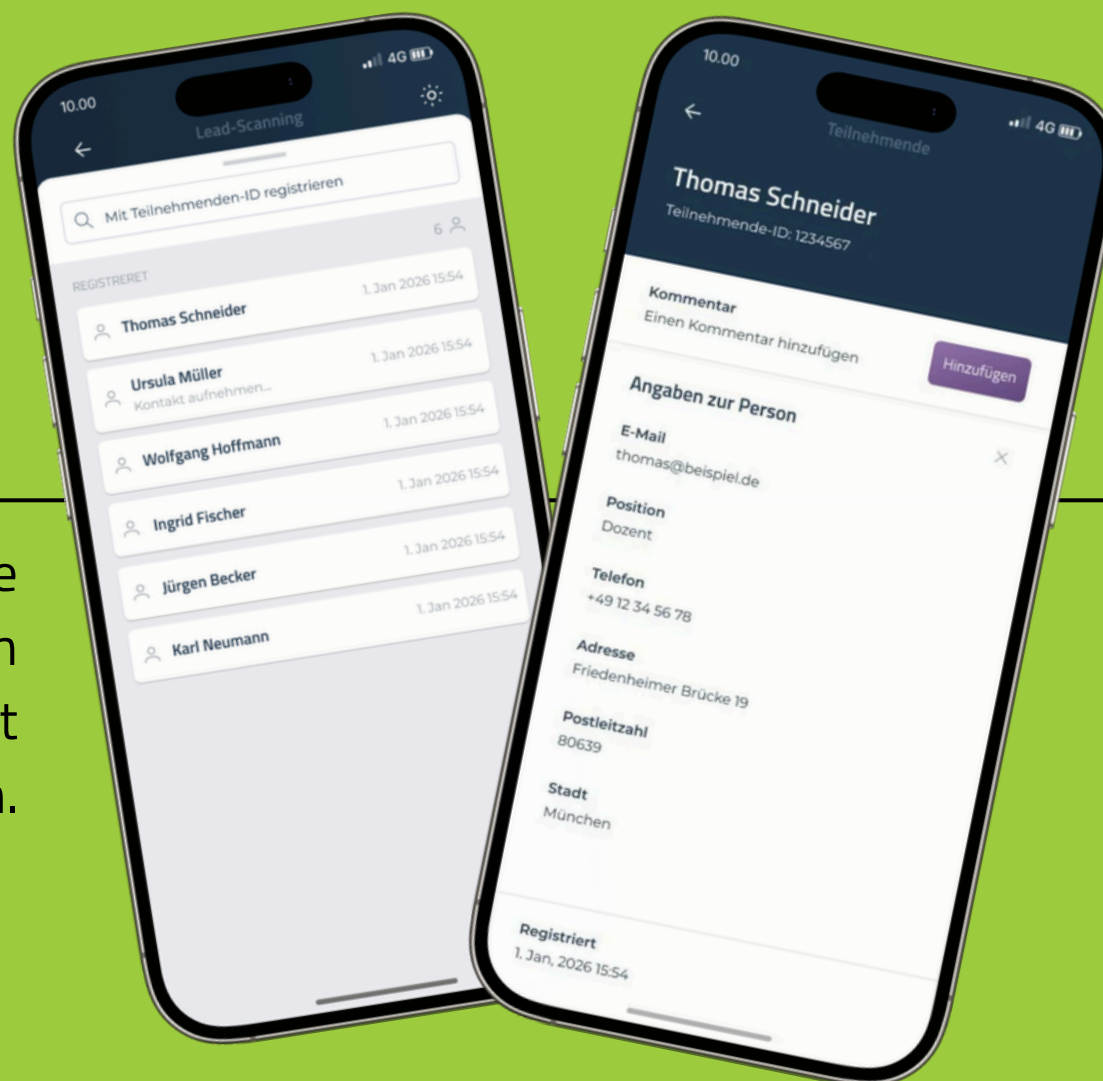 10.00
4G
Lead-Scanning
Mit Teilnehmenden-ID registrieren
REGISTRERET
6
Thomas Schneider
1. Jan 2026 15:54
Ursula Müller
Kontakt aufnehmen...
1. Jan 2026 15:54
Wolfgang Hoffmann
1. Jan 2026 15:54
Ingrid Fischer
1. Jan 2026 15:54
Jürgen Becker
1. Jan 2026 15:54
Karl Neumann
1. Jan 2026 15:54
10.00
4G
Teilnehmende
Thomas Schneider
Teilnehmende-ID: 1234567
Kommentar
Einen Kommentar hinzufügen
Hinzufügen
Angaben zur Person
E-Mail
thomas@beispiel.de
Position
Dozent
Telefon
+49 12 34 56 78
Adresse
Friedenheimer Brücke 19
Postleitzahl
80639
Stadt
München
Registriert
1. Jan, 2026 15:54